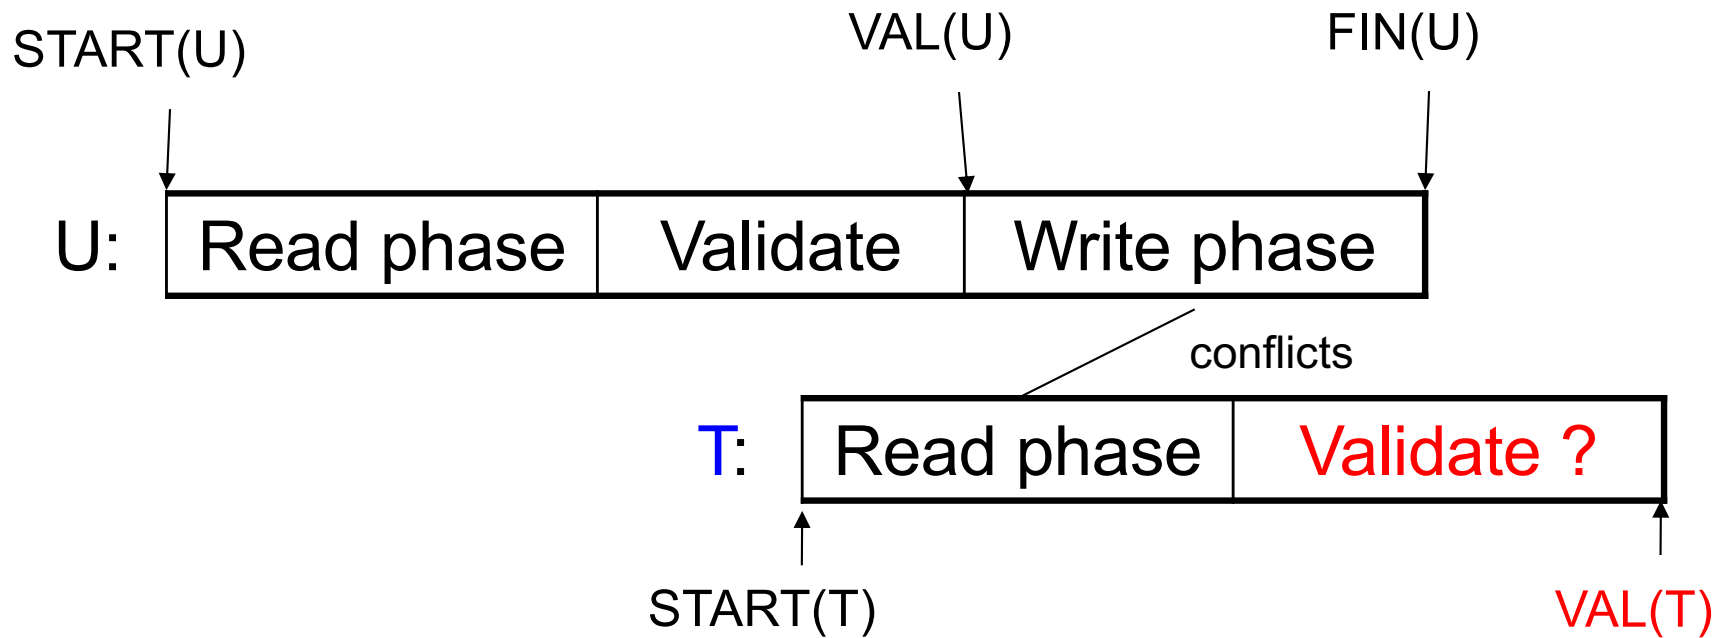 START(U) VAL(U) FIN(U)
U: Read phase Validate Write phase
conflicts
T: Read phase Validate ?
START(T) VAL(T)